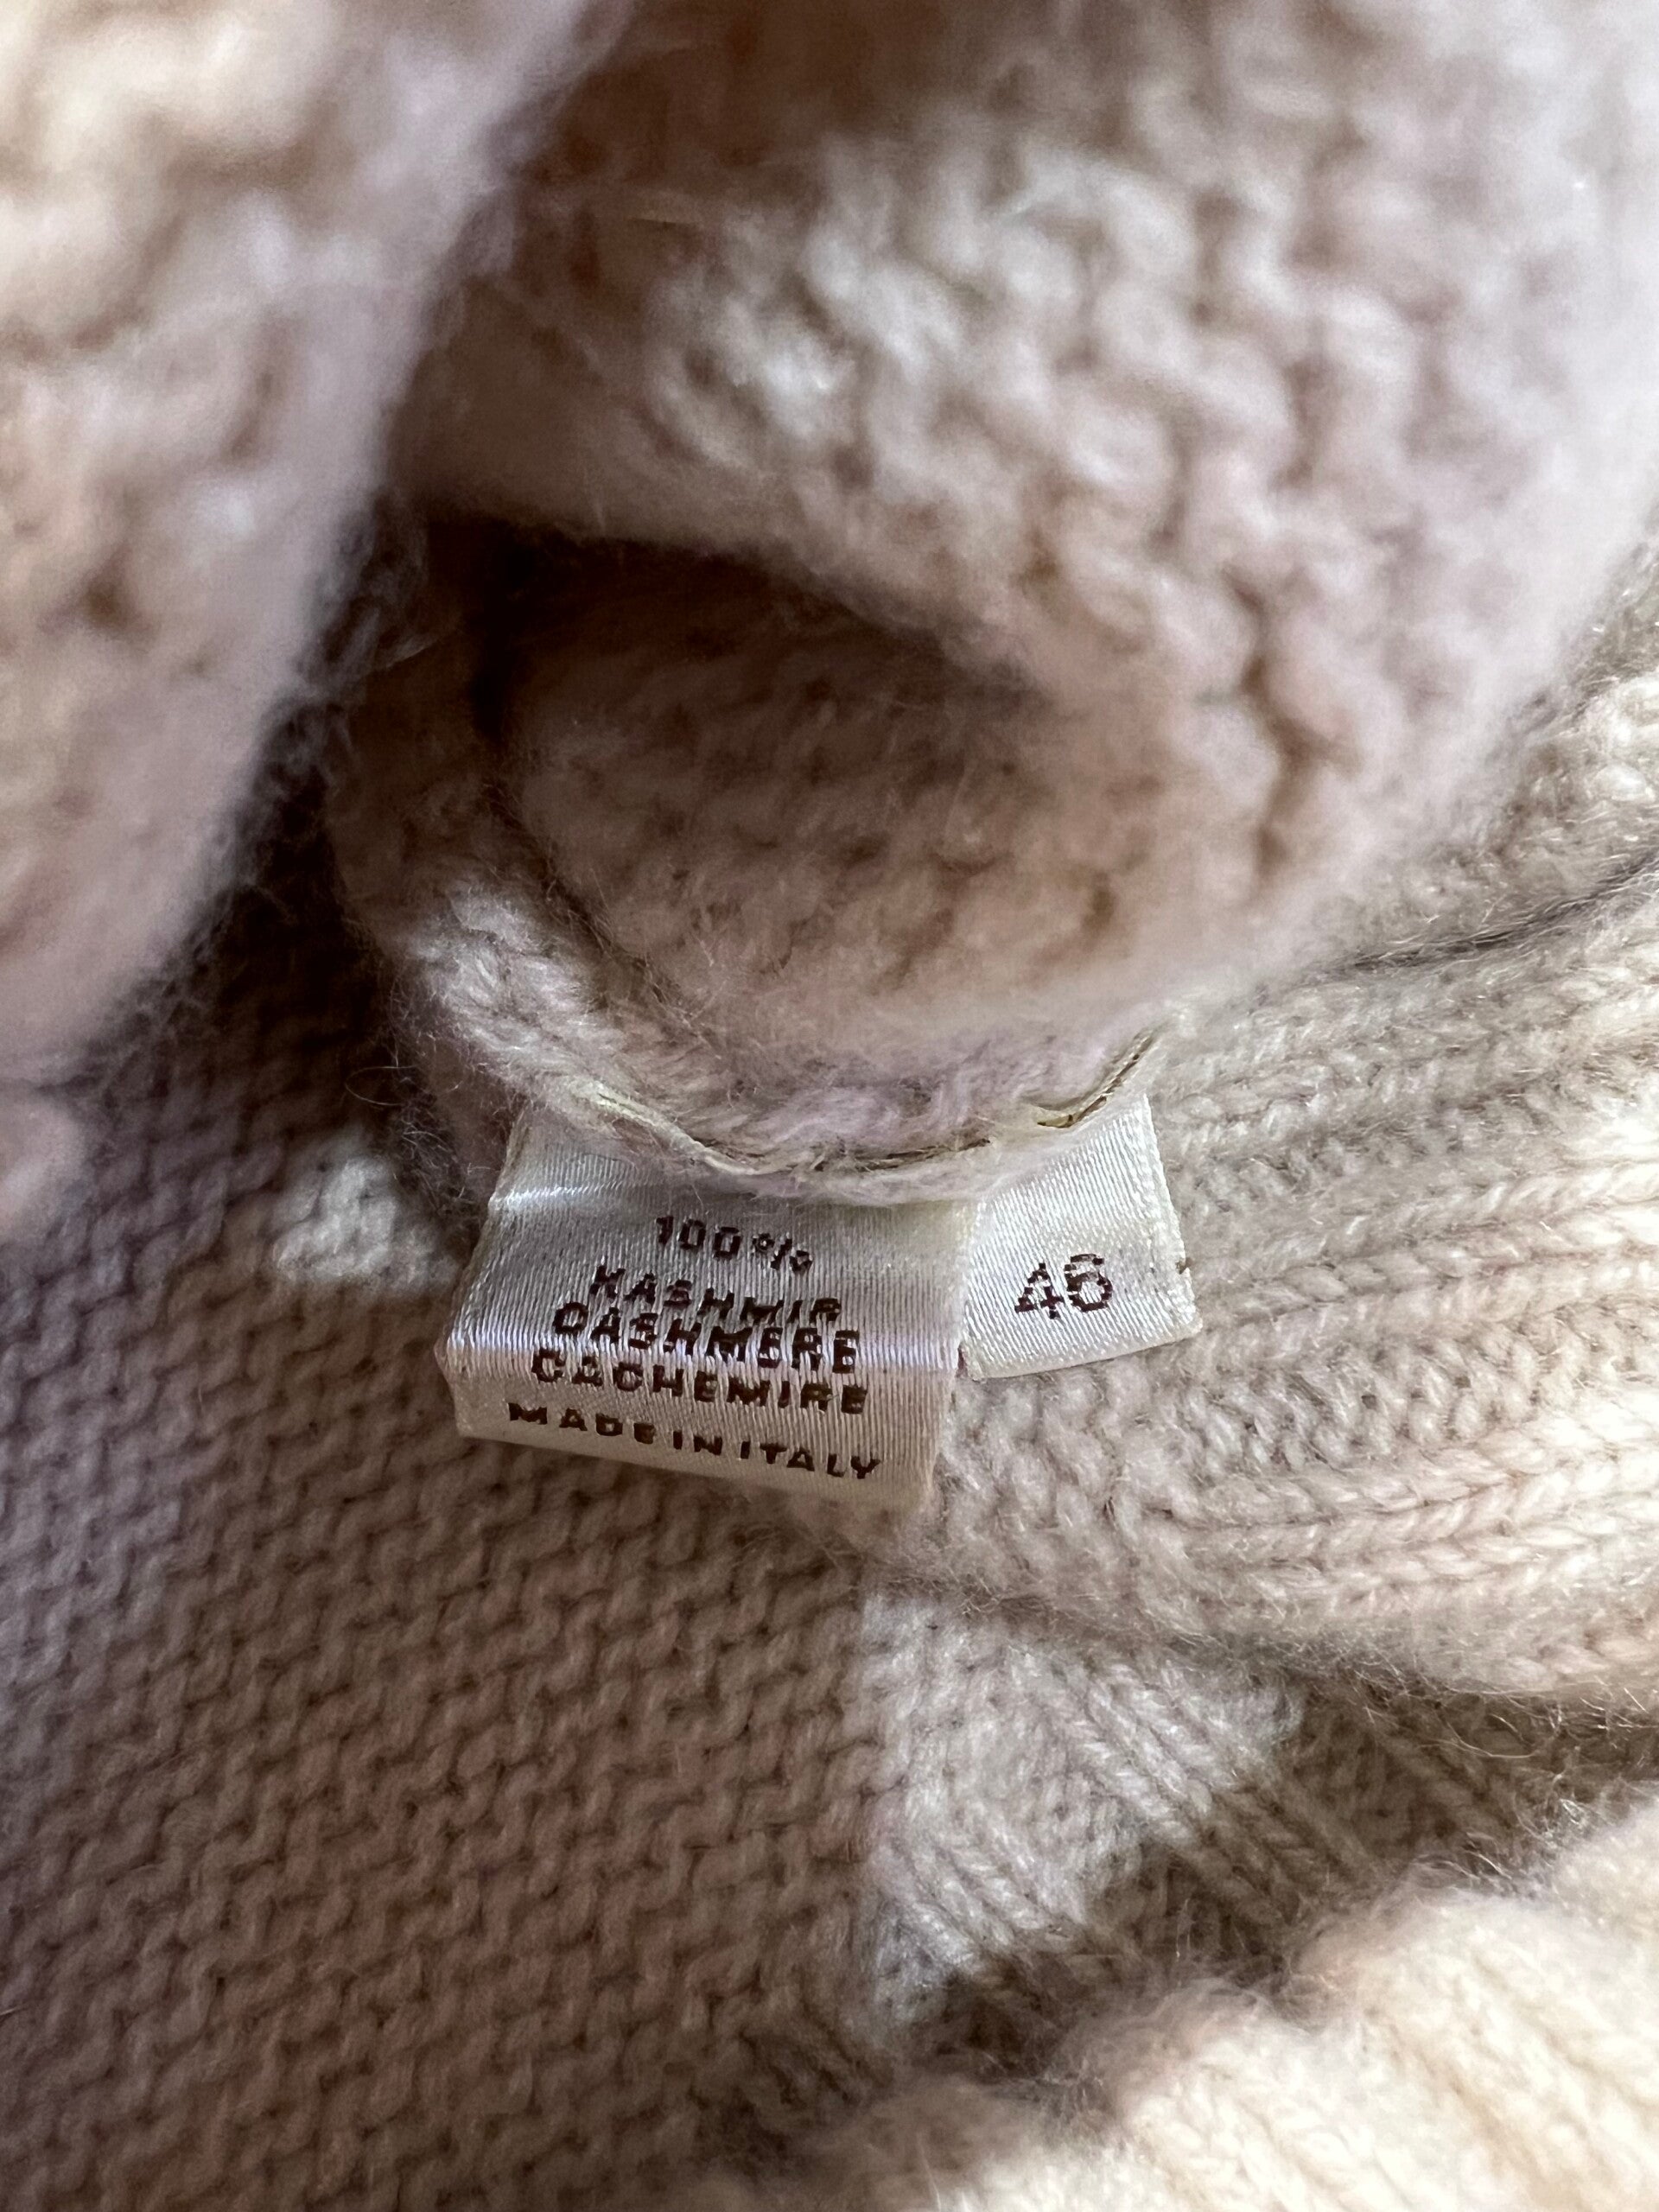 100%
KASHMIR
CASHMERE
CACHEMIRE
MADE IN ITALY
46